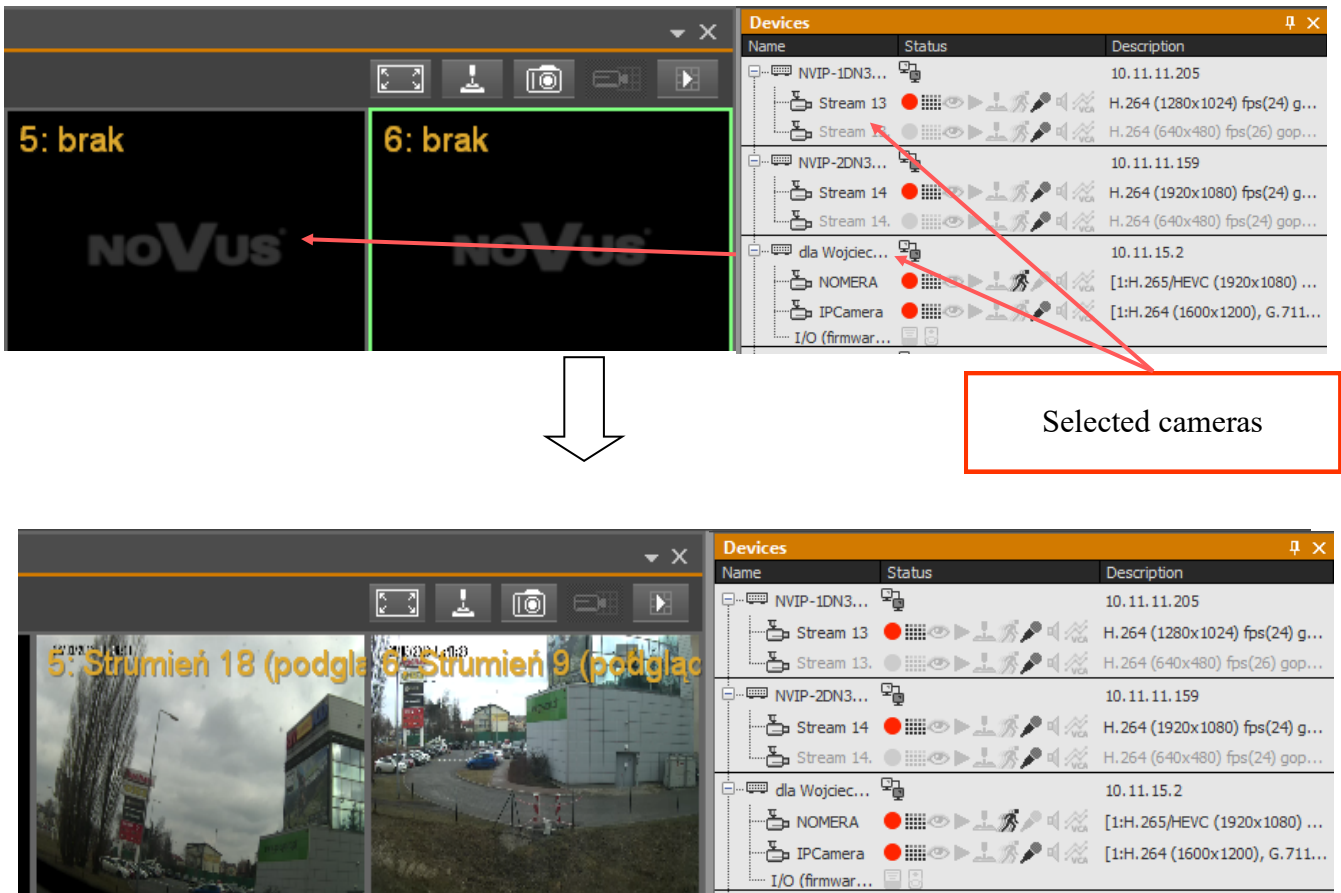 Devices
Name Status Description
NVIP-1DN3... 10.11.11.205
Stream 13 H.264 (1280x1024) fps(24) g...
Stream 13. H.264 (640x480) fps(26) gop...
NVIP-2DN3... 10.11.11.159
Stream 14 H.264 (1920x1080) fps(24) g...
Stream 14. H.264 (640x480) fps(24) gop...
dla Wojciec... 10.11.15.2
NOMERA [1:H.265/HEVC (1920x1080) ...
IPCamera [1:H.264 (1600x1200), G.711...
I/O (firmwar...
5: brak 6: brak
NOVUS NOVUS
Selected cameras
Devices
Name Status Description
NVIP-1DN3... 10.11.11.205
Stream 13 H.264 (1280x1024) fps(24) g...
Stream 13. H.264 (640x480) fps(26) gop...
NVIP-2DN3... 10.11.11.159
Stream 14 H.264 (1920x1080) fps(24) g...
Stream 14. H.264 (640x480) fps(24) gop...
dla Wojciec... 10.11.15.2
NOMERA [1:H.265/HEVC (1920x1080) ...
IPCamera [1:H.264 (1600x1200), G.711...
I/O (firmwar...
5: Strumień 18 (podglą 6: Strumień 9 (podgląd